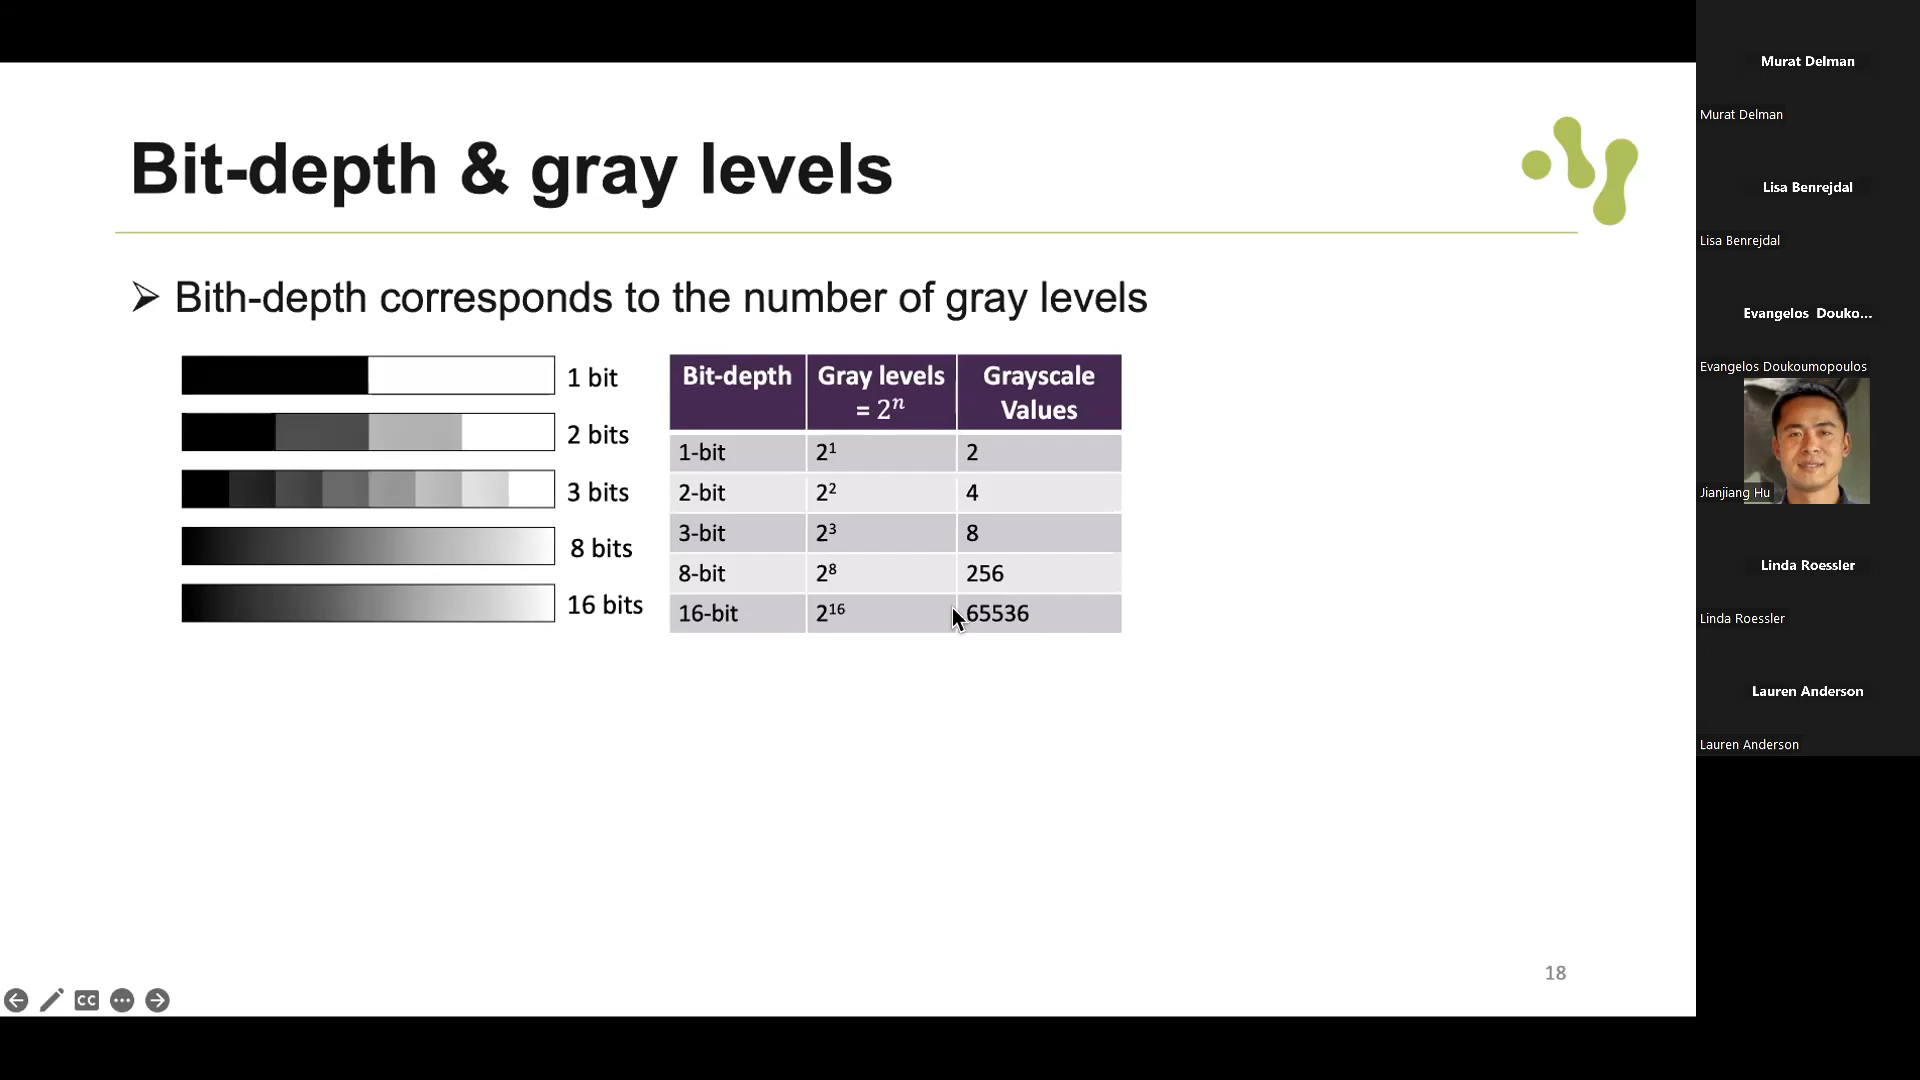 Bit-depth & gray levels
➢ Bith-depth corresponds to the number of gray levels
1 bit
2 bits
3 bits
8 bits
16 bits
Bit-depth Gray levels = 2ⁿ Grayscale Values
1-bit 2¹ 2
2-bit 2² 4
3-bit 2³ 8
8-bit 2⁸ 256
16-bit 2¹⁶ 65536
18
CC
Murat Delman
Murat Delman
Lisa Benrejdal
Lisa Benrejdal
Evangelos Douko...
Evangelos Doukoumopoulos
Jianjiang Hu
Linda Roessler
Linda Roessler
Lauren Anderson
Lauren Anderson